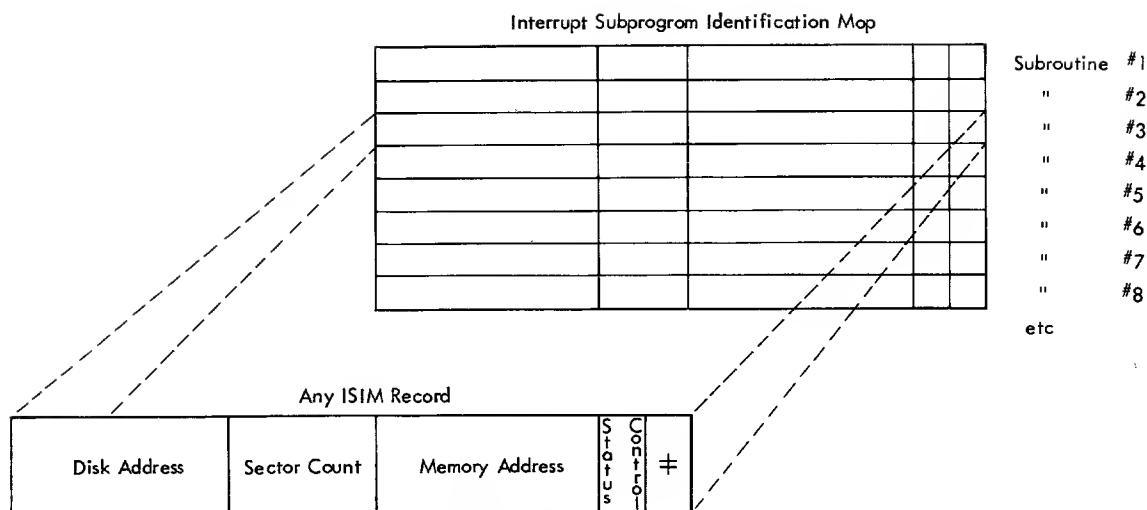 Interrupt Subprogram Identification Map
Subroutine #1
" #2
" #3
" #4
" #5
" #6
" #7
" #8
etc
Any ISIM Record
Disk Address Sector Count Memory Address Status Control ‡